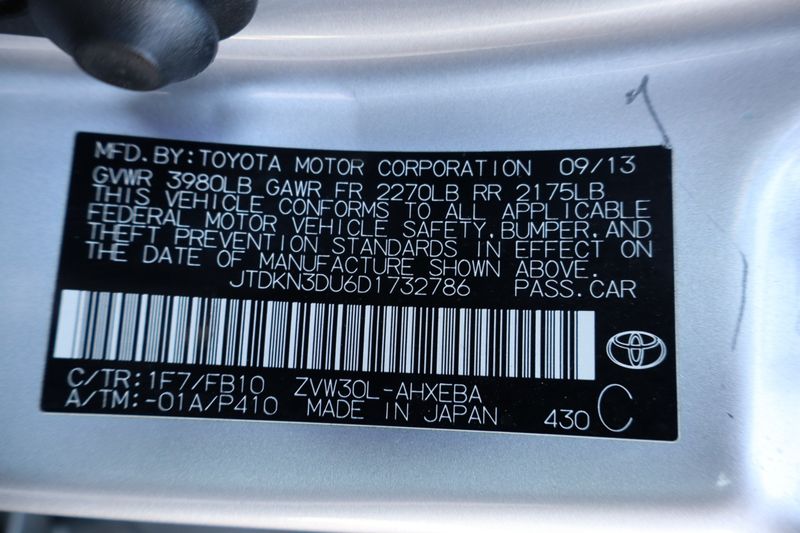 MFD. BY: TOYOTA MOTOR CORPORATION 09/13
GVWR 3980LB GAWR FR 2270LB RR 2175LB
THIS VEHICLE CONFORMS TO ALL APPLICABLE
FEDERAL MOTOR VEHICLE SAFETY, BUMPER, AND
THEFT PREVENTION STANDARDS IN EFFECT ON
THE DATE OF MANUFACTURE SHOWN ABOVE.
JTDKN3DU6D1732786 PASS. CAR
C/TR: 1F7/FB10 ZVW30L-AHXEBA
A/TM: -01A/P410 MADE IN JAPAN 430 C